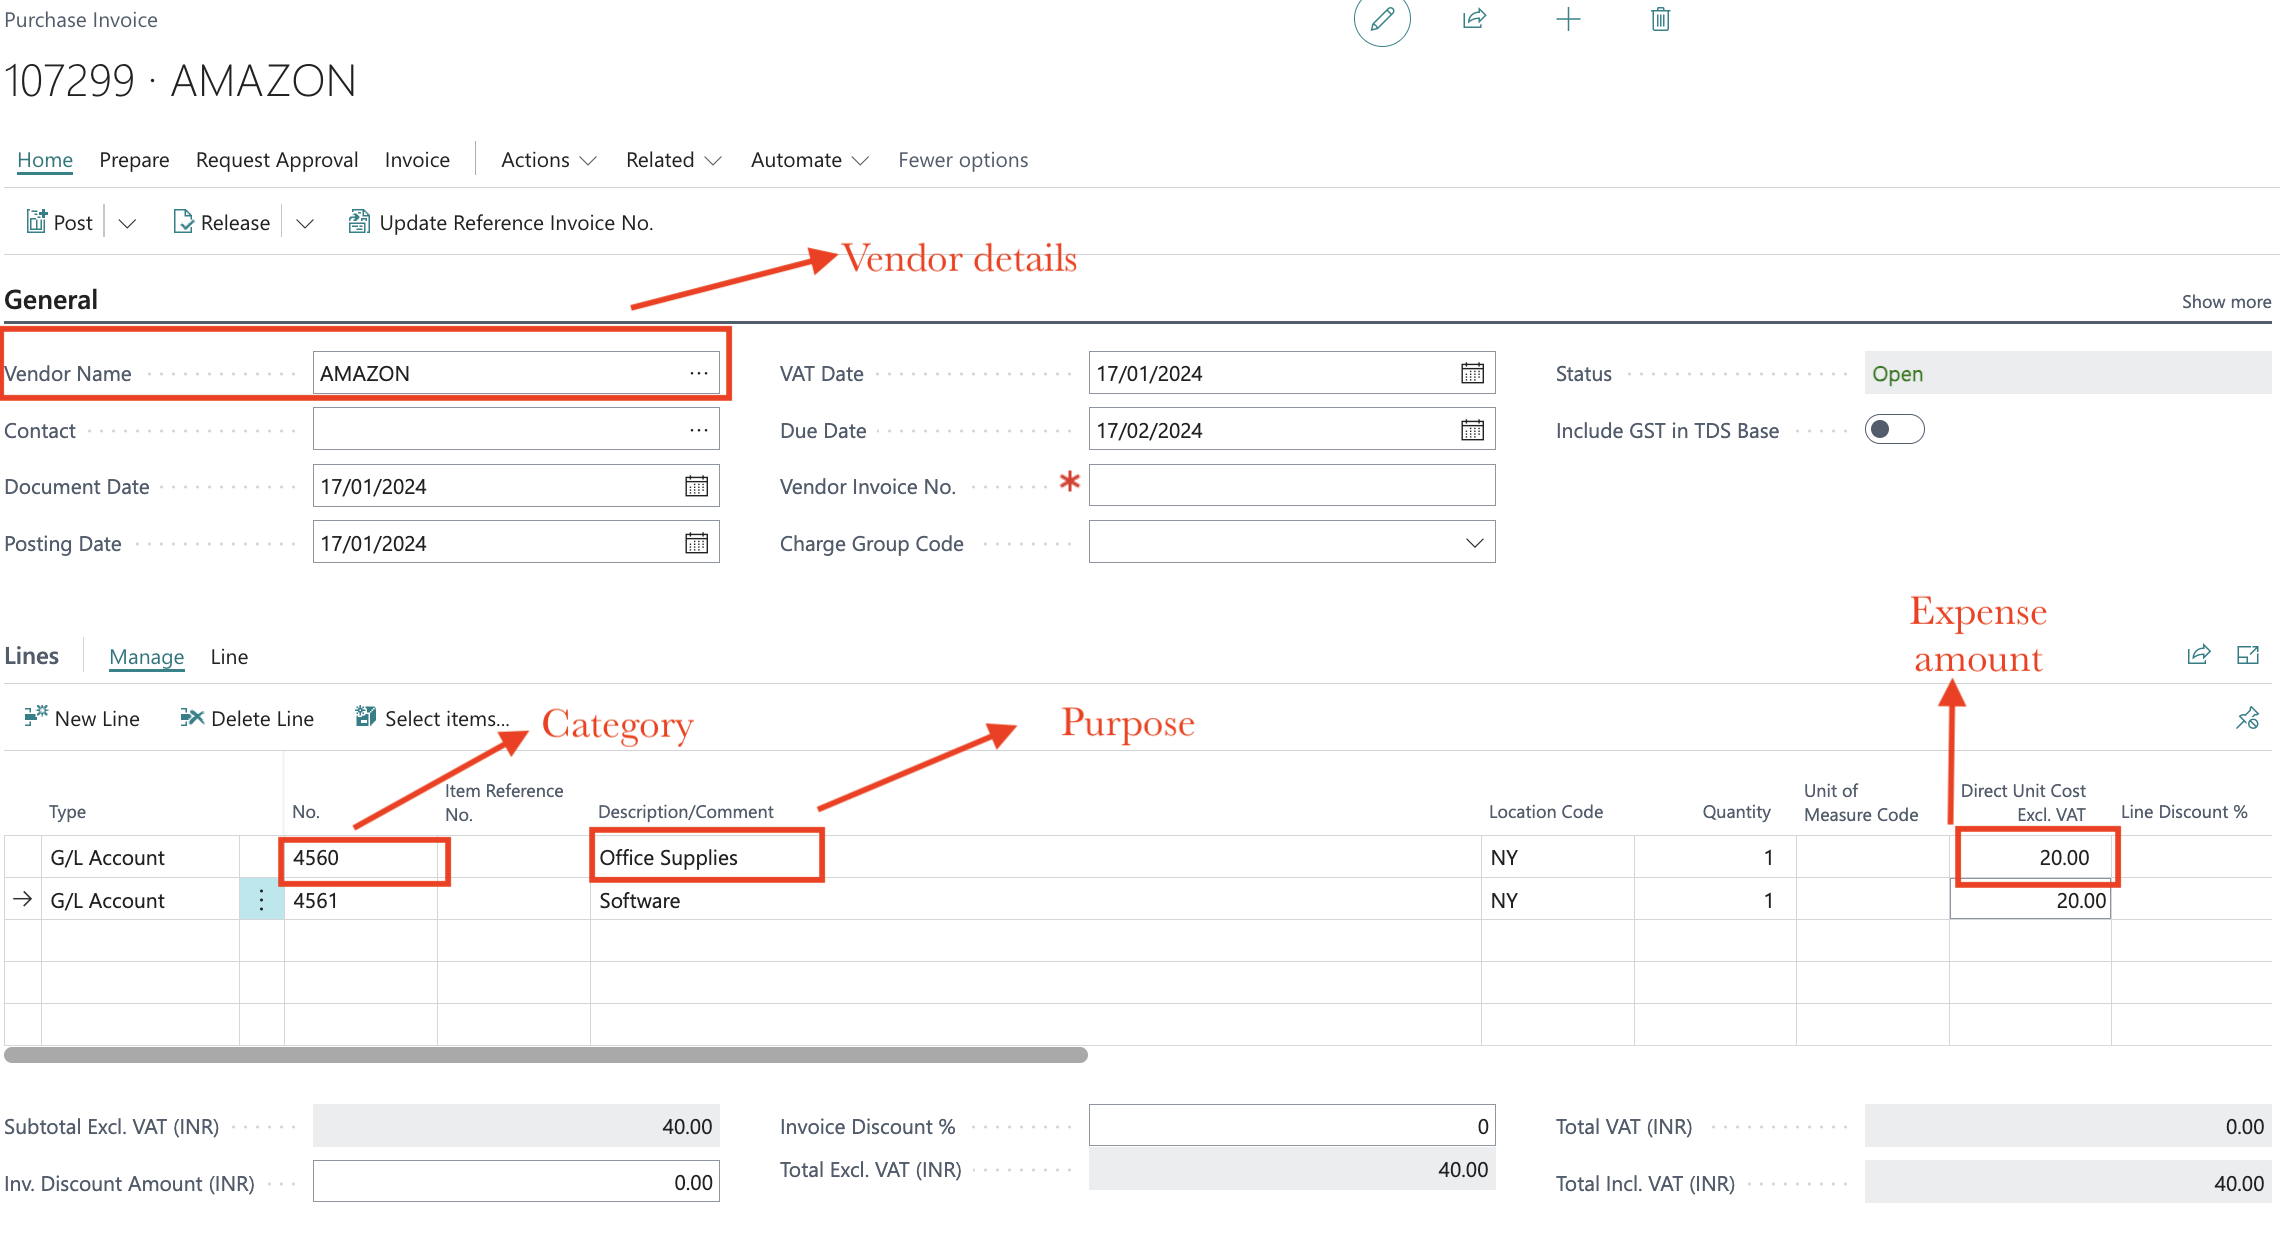 Purchase Invoice
107299 · AMAZON
Home Prepare Request Approval Invoice Actions Related Automate Fewer options
Post Release Update Reference Invoice No.
Vendor details
General Show more
Vendor Name AMAZON ... VAT Date 17/01/2024 Status Open
Contact ... Due Date 17/02/2024 Include GST in TDS Base
Document Date 17/01/2024 Vendor Invoice No. *
Posting Date 17/01/2024 Charge Group Code
Expense
amount
Lines Manage Line
New Line Delete Line Select items... Category Purpose
Type No. Item Reference No. Description/Comment Location Code Quantity Unit of Measure Code Direct Unit Cost Excl. VAT Line Discount %
G/L Account 4560 Office Supplies NY 1 20.00
G/L Account 4561 Software NY 1 20.00
Subtotal Excl. VAT (INR) 40.00 Invoice Discount % 0 Total VAT (INR) 0.00
Inv. Discount Amount (INR) 0.00 Total Excl. VAT (INR) 40.00 Total Incl. VAT (INR) 40.00